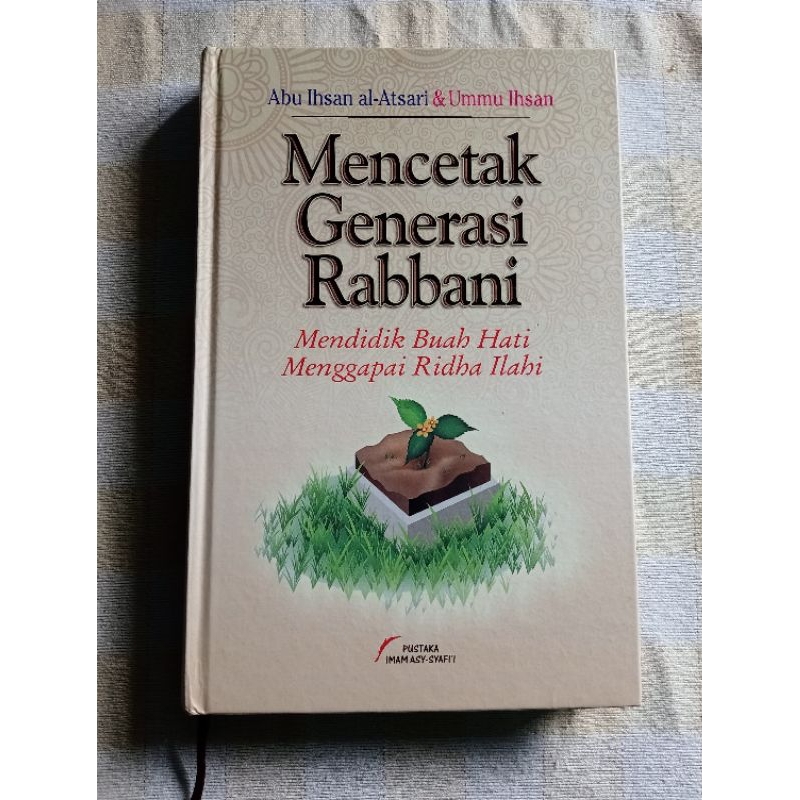 Abu Ihsan al-Atsari & Ummu Ihsan
Mencetak
Generasi
Rabbani
Mendidik Buah Hati
Menggapai Ridha Ilahi
PUSTAKA
IMAM ASY-SYAFI'I